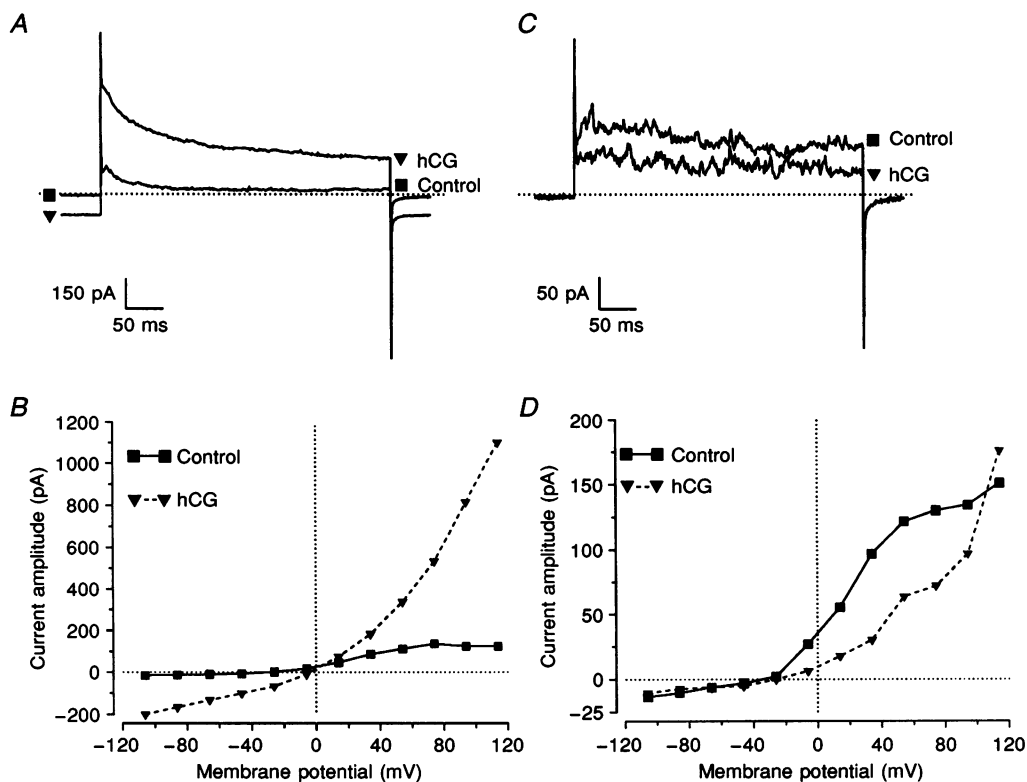 A
hCG
Control
150 pA
50 ms
C
Control
hCG
50 pA
50 ms
B
Current amplitude (pA)
1200
1000
800
600
400
200
0
−200
Control
hCG
−120
−80
−40
0
40
80
120
Membrane potential (mV)
D
Current amplitude (pA)
200
150
100
50
0
−25
Control
hCG
−120
−40
0
40
80
120
Membrane potential (mV)